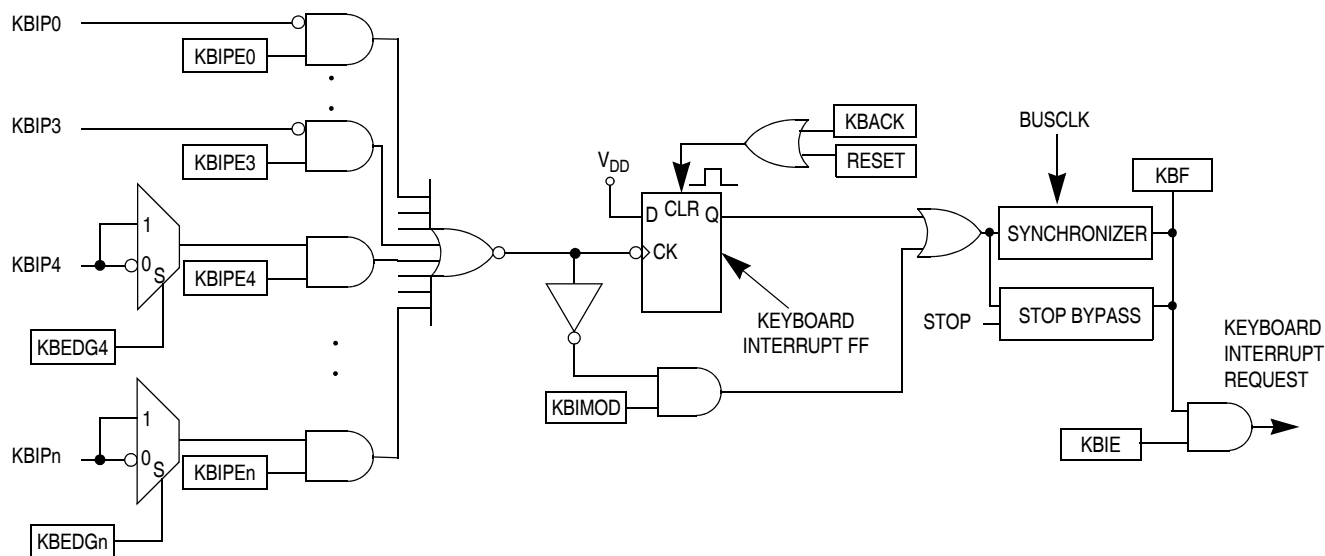 KBIP0
KBIPE0
KBIP3
KBIPE3
KBACK
RESET
BUSCLK
VDD
KBF
D CLR Q
CK
SYNCHRONIZER
1
0
S
KBIP4
KBIPE4
KBEDG4
KEYBOARD
INTERRUPT FF
STOP
STOP BYPASS
KEYBOARD
INTERRUPT
REQUEST
KBIMOD
KBIE
1
0
S
KBIPn
KBIPEn
KBEDGn